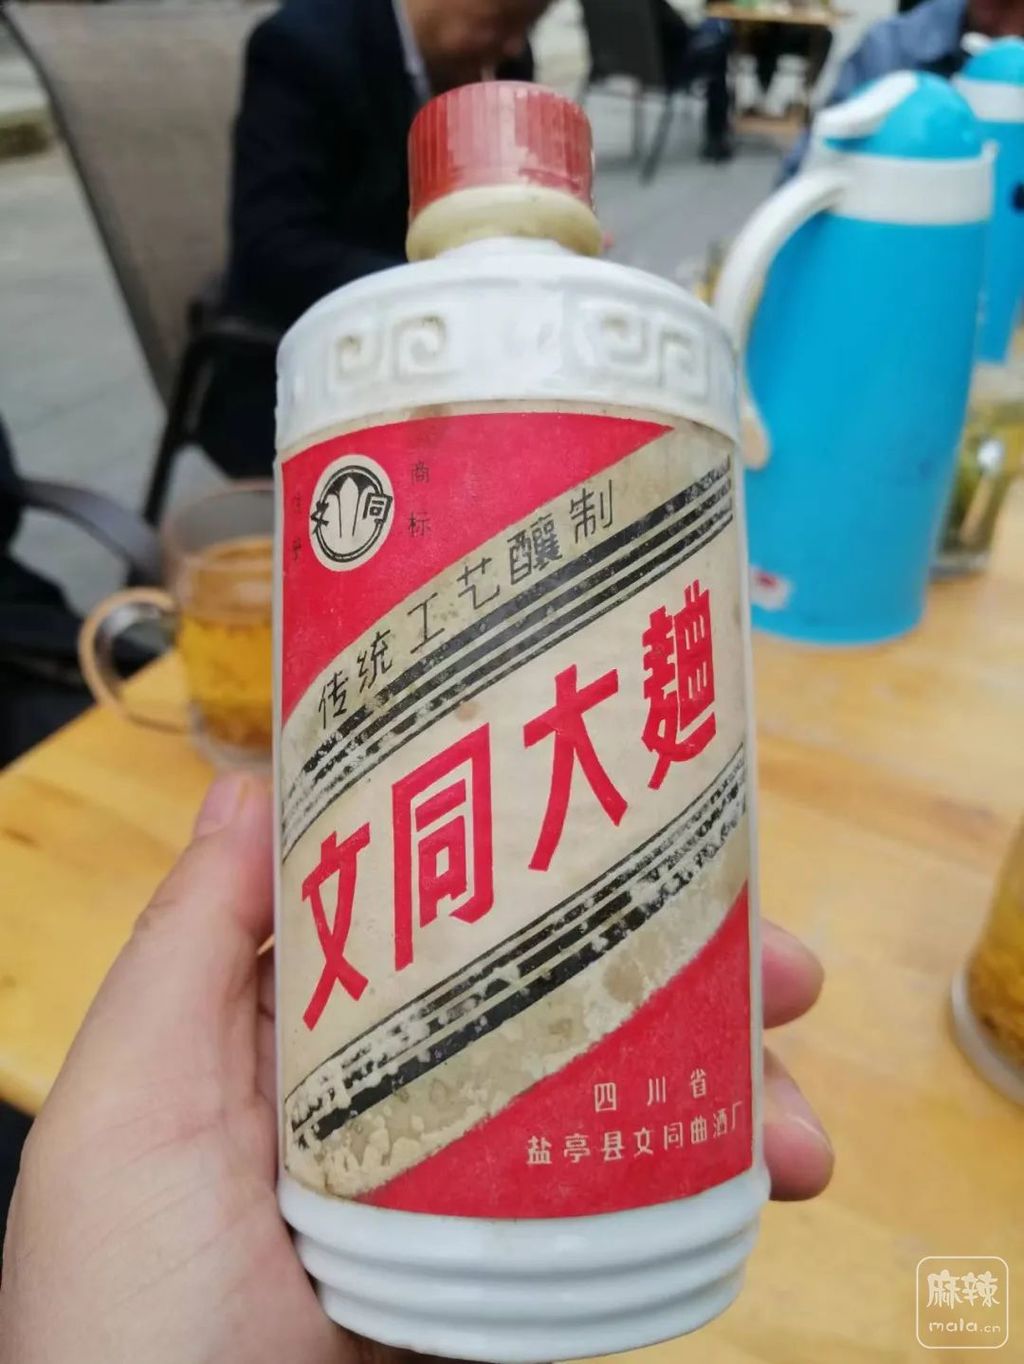 商标
文同
传统工艺酿制
文同大麯
四川省
盐亭县文同曲酒厂
麻辣
mala.cn